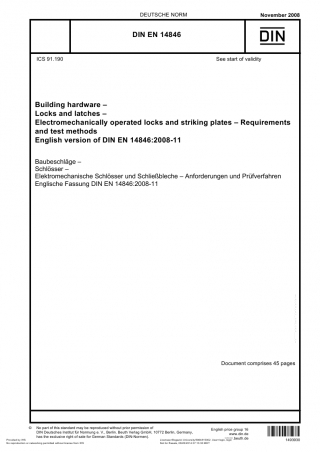 DEUTSCHE NORM
November 2008
DIN EN 14846
DIN
ICS 91.190
See start of validity
Building hardware –
Locks and latches –
Electromechanically operated locks and striking plates – Requirements
and test methods
English version of DIN EN 14846:2008-11
Baubeschläge –
Schlösser –
Elektromechanische Schlösser und Schließbleche – Anforderungen und Prüfverfahren
Englische Fassung DIN EN 14846:2008-11
Document comprises 45 pages
© No part of this standard may be reproduced without prior permission of
DIN Deutsches Institut für Normung e. V., Berlin. Beuth Verlag GmbH, 10772 Berlin, Germany,
has the exclusive right of sale for German Standards (DIN-Normen).
English price group 18
www.din.de
www.beuth.de